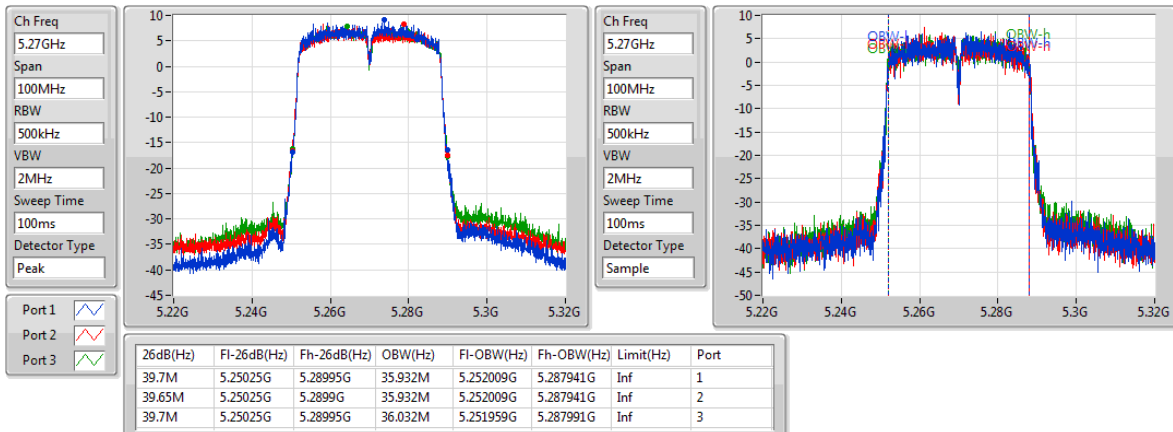 Ch Freq
5.27GHz
Span
100MHz
RBW
500kHz
VBW
2MHz
Sweep Time
100ms
Detector Type
Peak
Port 1
Port 2
Port 3
10
5
0
-5
-10
-15
-20
-25
-30
-35
-40
-45
5.22G 5.24G 5.26G 5.28G 5.3G 5.32G
Ch Freq
5.27GHz
Span
100MHz
RBW
500kHz
VBW
2MHz
Sweep Time
100ms
Detector Type
Sample
10
5
0
-5
-10
-15
-20
-25
-30
-35
-40
-45
-50
OBW-h
5.22G 5.24G 5.26G 5.28G 5.3G 5.32G
26dB(Hz) Fl-26dB(Hz) Fh-26dB(Hz) OBW(Hz) Fl-OBW(Hz) Fh-OBW(Hz) Limit(Hz) Port
39.7M 5.25025G 5.28995G 35.932M 5.252009G 5.287941G Inf 1
39.65M 5.25025G 5.2899G 35.932M 5.252009G 5.287941G Inf 2
39.7M 5.25025G 5.28995G 36.032M 5.251959G 5.287991G Inf 3